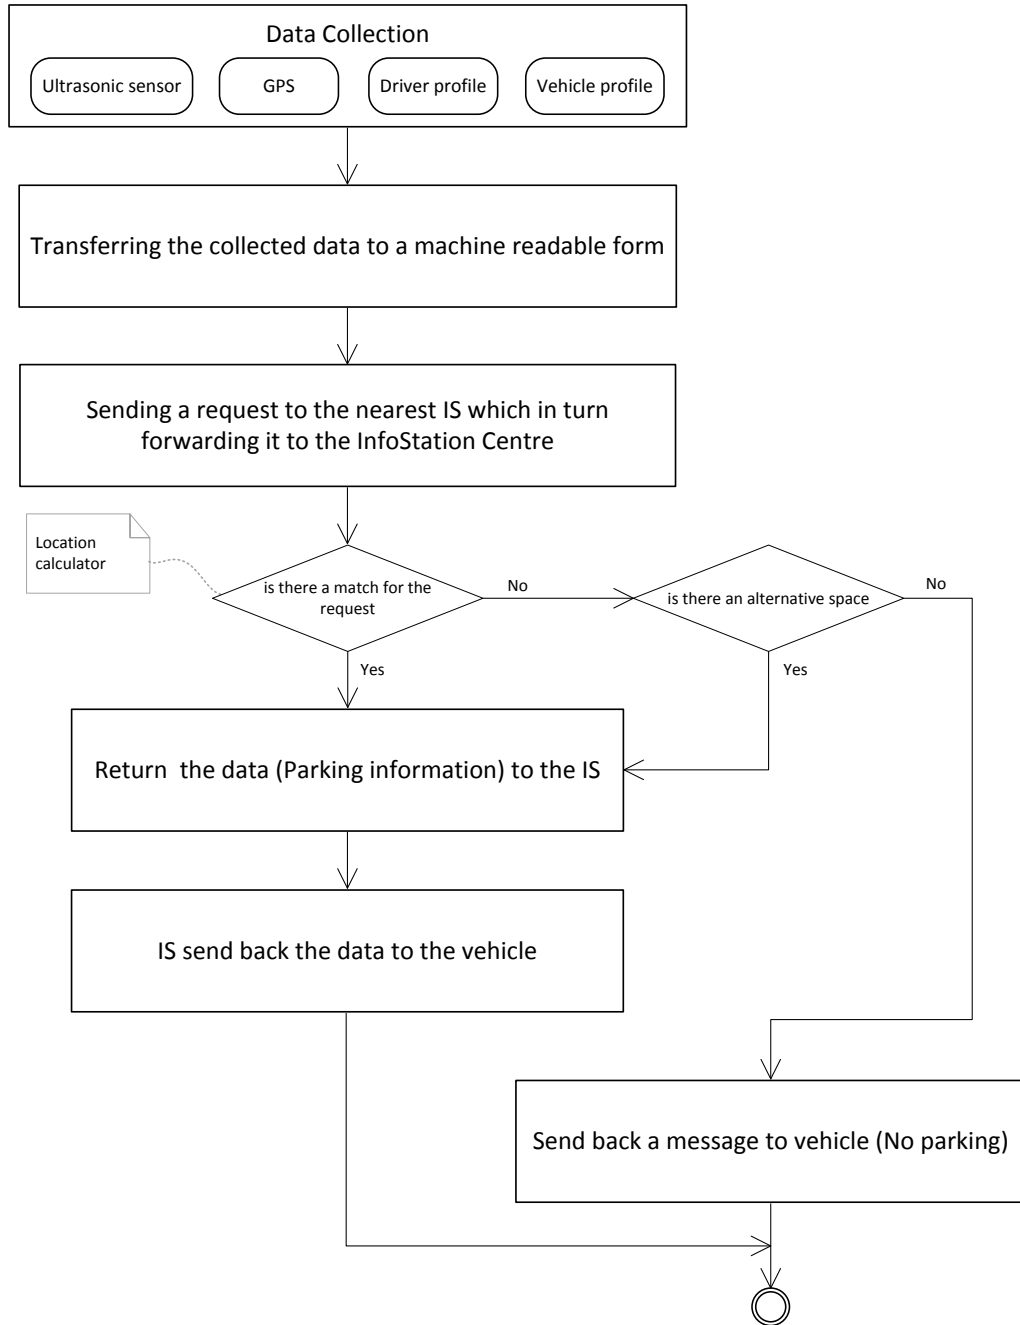 Data Collection
Ultrasonic sensor
GPS
Driver profile
Vehicle profile
Transferring the collected data to a machine readable form
Sending a request to the nearest IS which in turn
forwarding it to the InfoStation Centre
Location
calculator
is there a match for the
request
No
is there an alternative space
No
Yes
Yes
Return  the data (Parking information) to the IS
IS send back the data to the vehicle
Send back a message to vehicle (No parking)